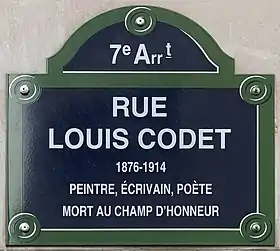 7e Arrt
RUE
LOUIS CODET
1876-1914
PEINTRE, ÉCRIVAIN, POÈTE
MORT AU CHAMP D'HONNEUR